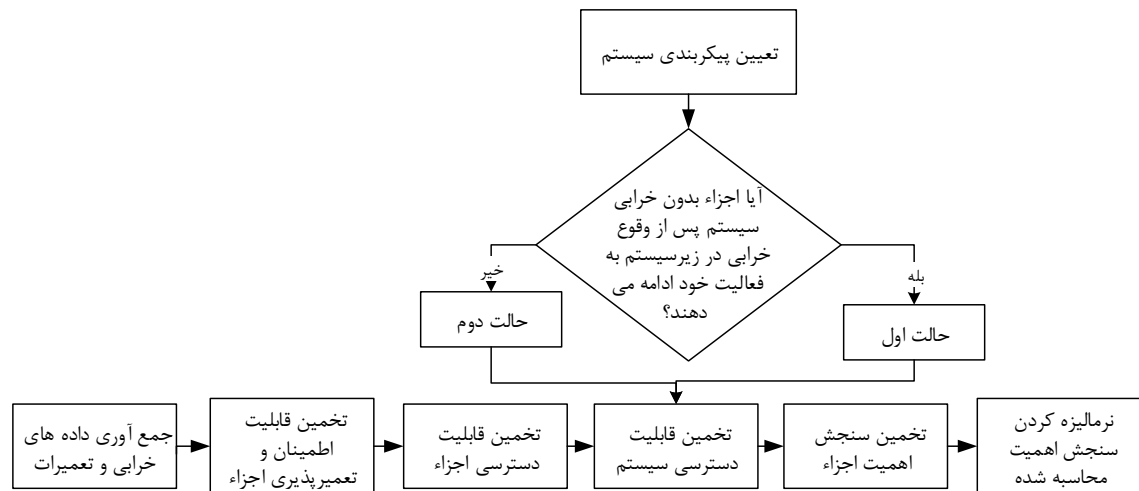 تعیین پیکربندی سیستم
آیا اجزاء بدون خرابی
سیستم پس از وقوع
خرابی در زیرسیستم به
فعالیت خود ادامه می
دهند؟
بله
خیر
حالت اول
حالت دوم
جمع آوری داده های
خرابی و تعمیرات
تخمین قابلیت
اطمینان و
تعمیرپذیری اجزاء
تخمین قابلیت
دسترسی اجزاء
تخمین قابلیت
دسترسی سیستم
تخمین سنجش
اهمیت اجزاء
نرمالیزه کردن
سنجش اهمیت
محاسبه شده